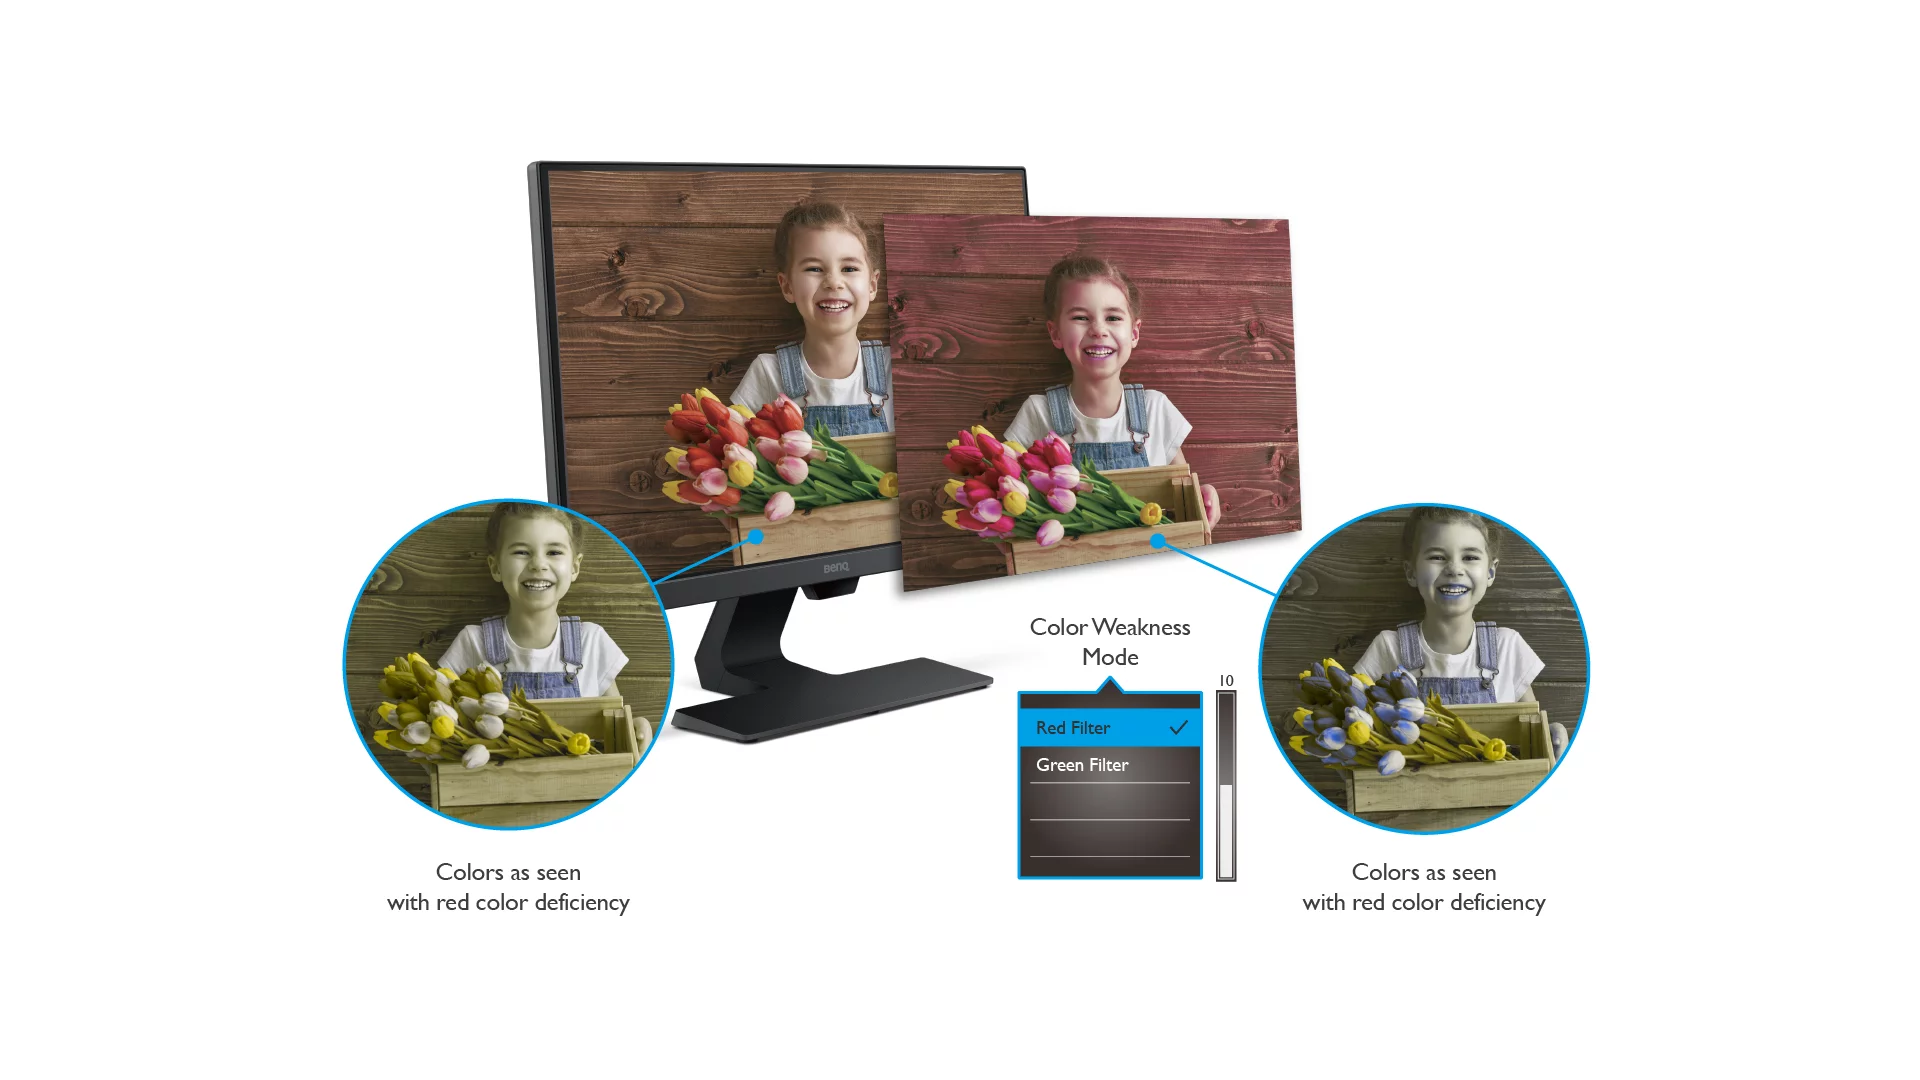 BenQ
Color Weakness
Mode
10
Red Filter
Green Filter
Colors as seen
with red color deficiency
Colors as seen
with red color deficiency